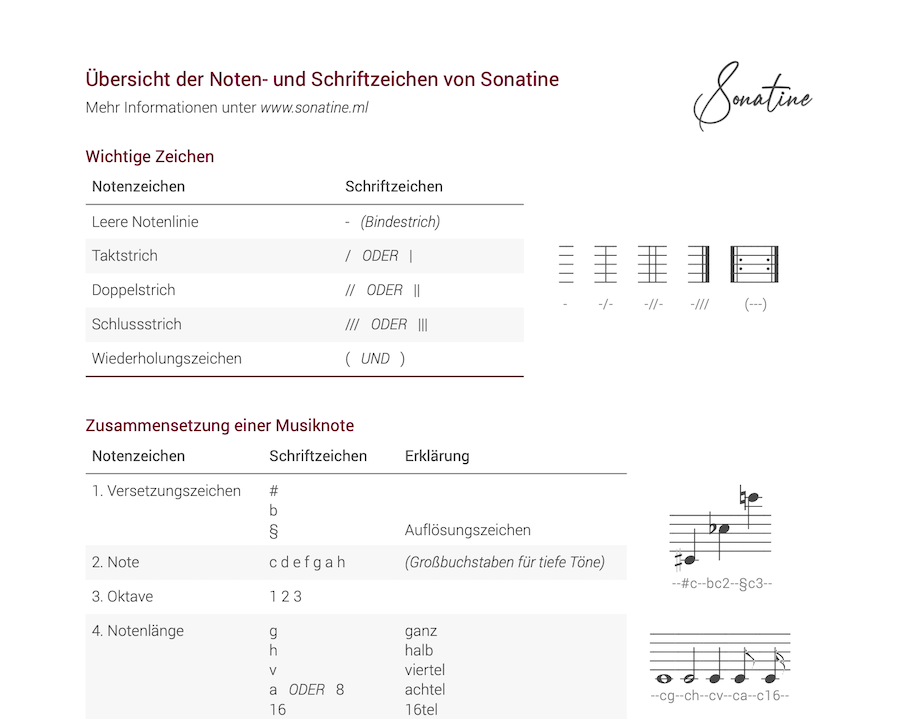 Übersicht der Noten- und Schriftzeichen von Sonatine
Mehr Informationen unter www.sonatine.ml
Sonatine
Wichtige Zeichen
Notenzeichen Schriftzeichen
Leere Notenlinie - (Bindestrich)
Taktstrich / ODER |
Doppelstrich // ODER ||
Schlussstrich /// ODER |||
Wiederholungszeichen ( UND )
- -/- -//- -/// (---)
Zusammensetzung einer Musiknote
Notenzeichen Schriftzeichen Erklärung
1. Versetzungszeichen #
b
§ Auflösungszeichen
2. Note c d e f g a h (Großbuchstaben für tiefe Töne)
3. Oktave 1 2 3
--#c--bc2--§c3--
4. Notenlänge g ganz
h halb
v viertel
a ODER 8 achtel
16 16tel
--cg--ch--cv--ca--c16--